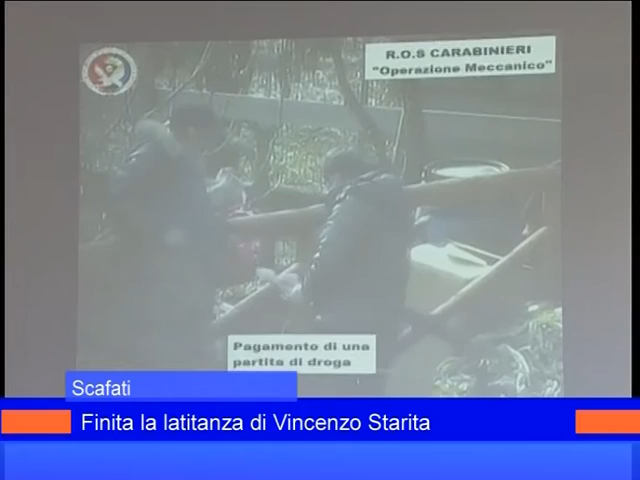 R.O.S CARABINIERI
"Operazione Meccanico"
Pagamento di una
partita di droga
Scafati
Finita la latitanza di Vincenzo Starita